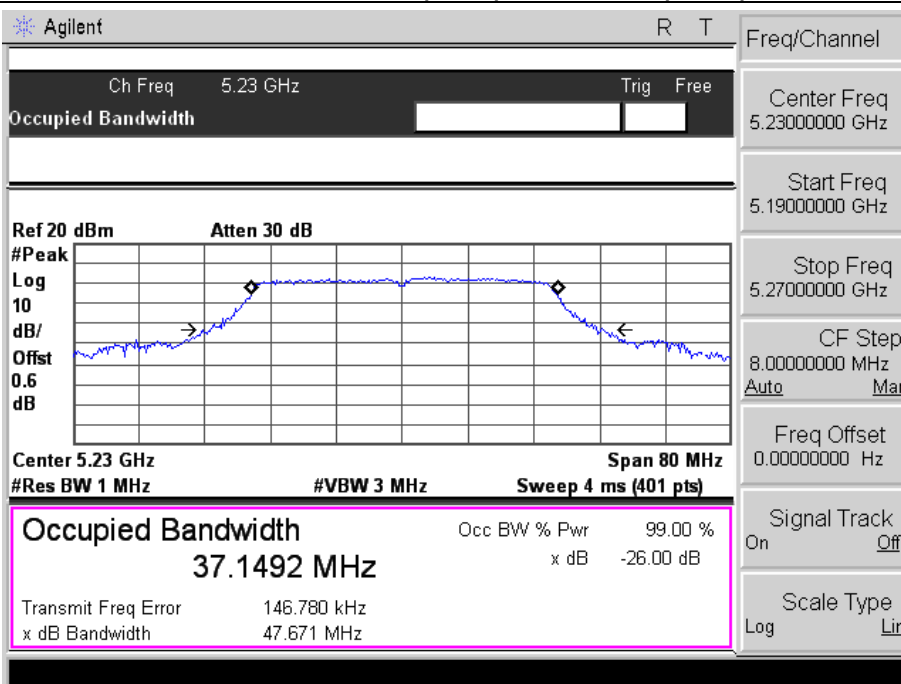 Agilent R T
Ch Freq 5.23 GHz Trig Free
Occupied Bandwidth
Ref 20 dBm Atten 30 dB
#Peak
Log
10
dB/
Offst
0.6
dB
Center 5.23 GHz Span 80 MHz
#Res BW 1 MHz #VBW 3 MHz Sweep 4 ms (401 pts)
Occupied Bandwidth
37.1492 MHz
Occ BW % Pwr 99.00 %
x dB -26.00 dB
Transmit Freq Error 146.780 kHz
x dB Bandwidth 47.671 MHz
Freq/Channel
Center Freq
5.23000000 GHz
Start Freq
5.19000000 GHz
Stop Freq
5.27000000 GHz
CF Step
8.00000000 MHz
Auto Mar
Freq Offset
0.00000000 Hz
Signal Track
On Off
Scale Type
Log Lin